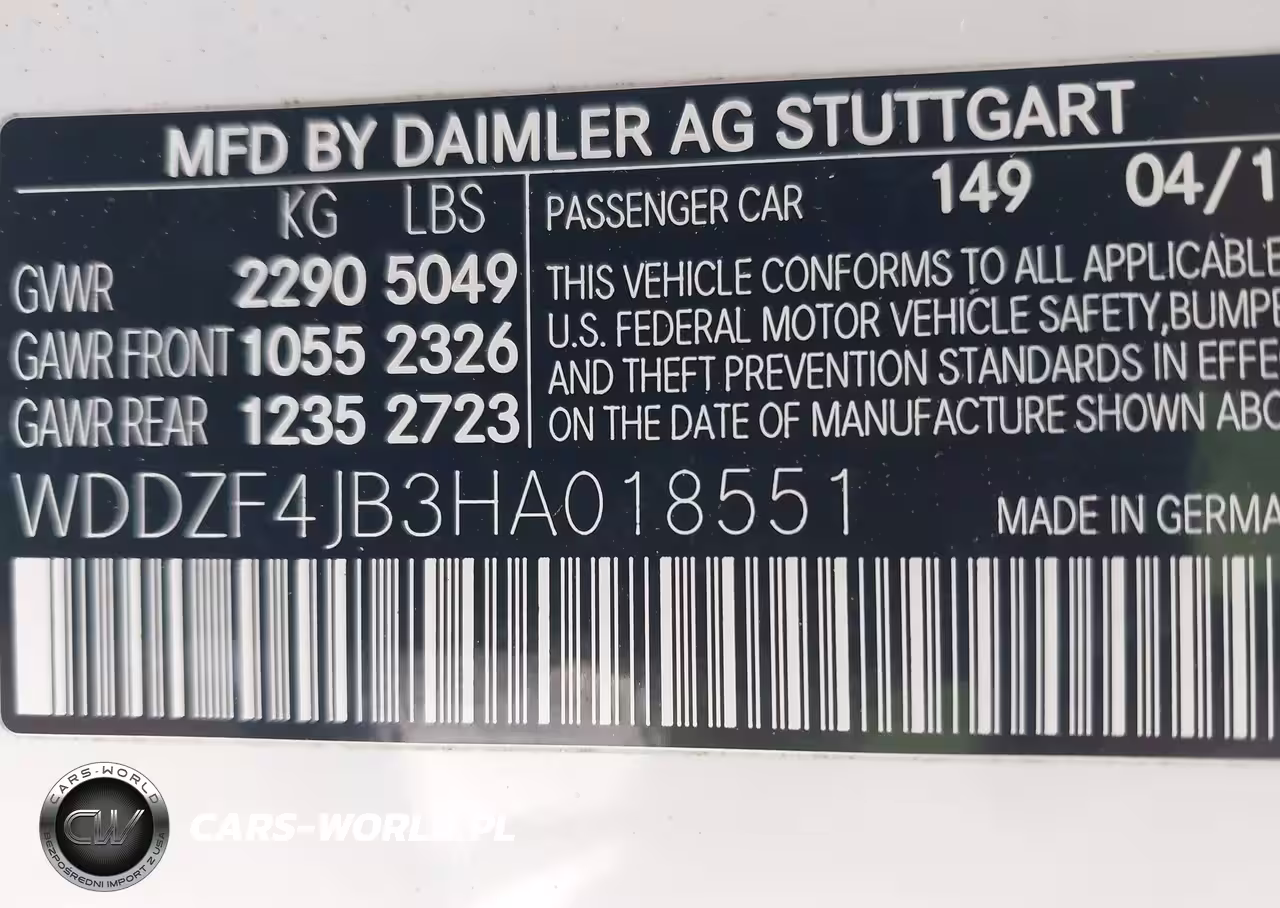 MFD BY DAIMLER AG STUTTGART
KG LBS
GVWR 2290 5049
GAWR FRONT 1055 2326
GAWR REAR 1235 2723
PASSENGER CAR 149 04/1
THIS VEHICLE CONFORMS TO ALL APPLICABLE
U.S. FEDERAL MOTOR VEHICLE SAFETY,BUMPE
AND THEFT PREVENTION STANDARDS IN EFFE
ON THE DATE OF MANUFACTURE SHOWN ABO
WDDZF4JB3HA018551
MADE IN GERMA
CARS-WORLD
CW
BEZPOŚREDNI IMPORT Z USA
CARS-WORLD.PL